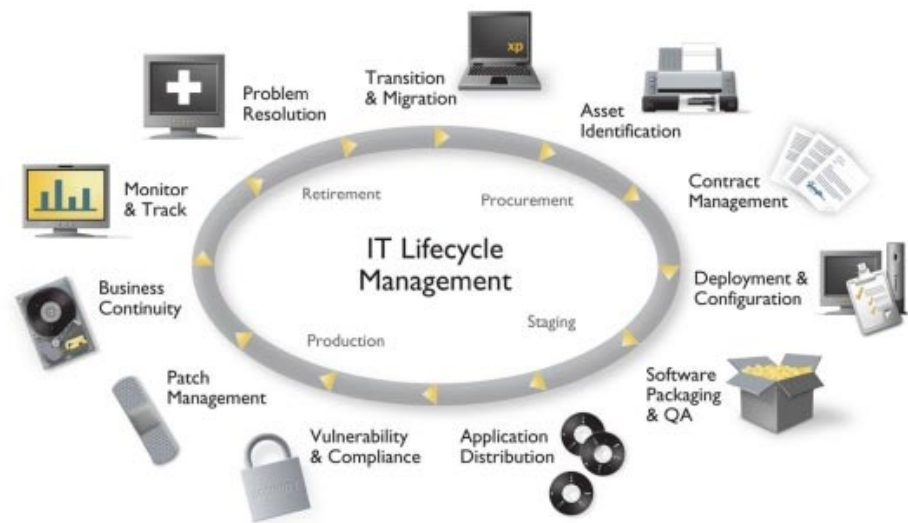 Transition
& Migration
xp
Asset
Identification
Contract
Management
Deployment &
Configuration
Software
Packaging
& QA
Application
Distribution
Vulnerability
& Compliance
Patch
Management
Business
Continuity
Monitor
& Track
Problem
Resolution
Retirement
Procurement
IT Lifecycle
Management
Staging
Production